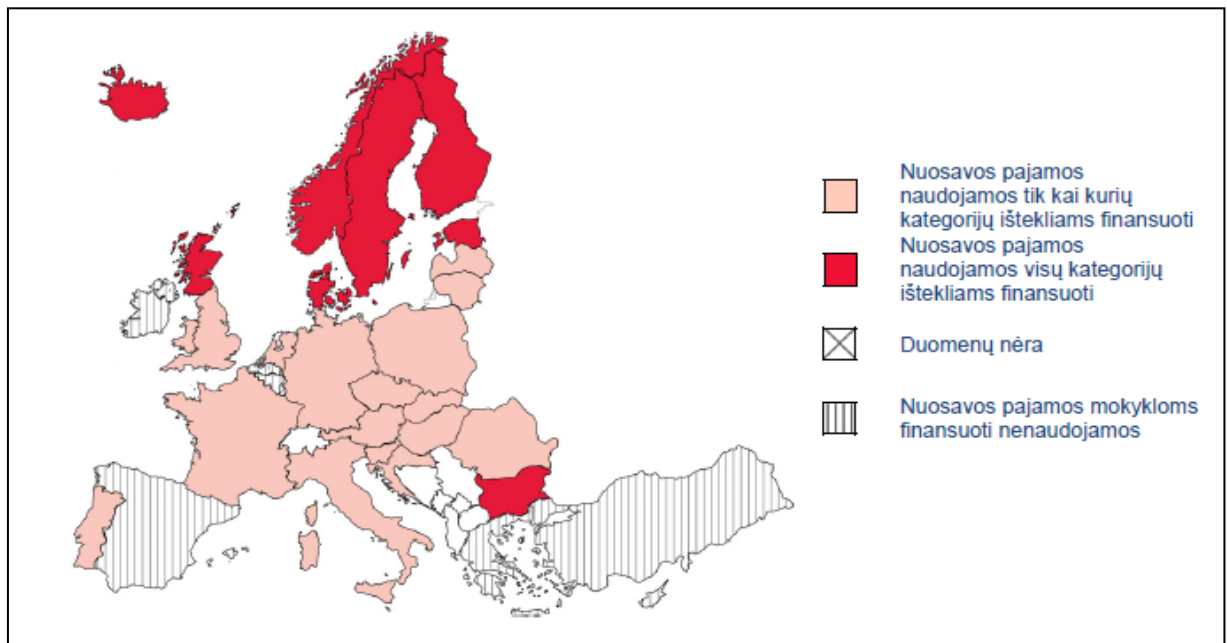 Nuosavos pajamos
naudojamos tik kai kurių
kategorijų ištekliams finansuoti
Nuosavos pajamos
naudojamos visų kategorijų
ištekliams finansuoti
Duomenų nėra
Nuosavos pajamos mokykloms
finansuoti nenaudojamos